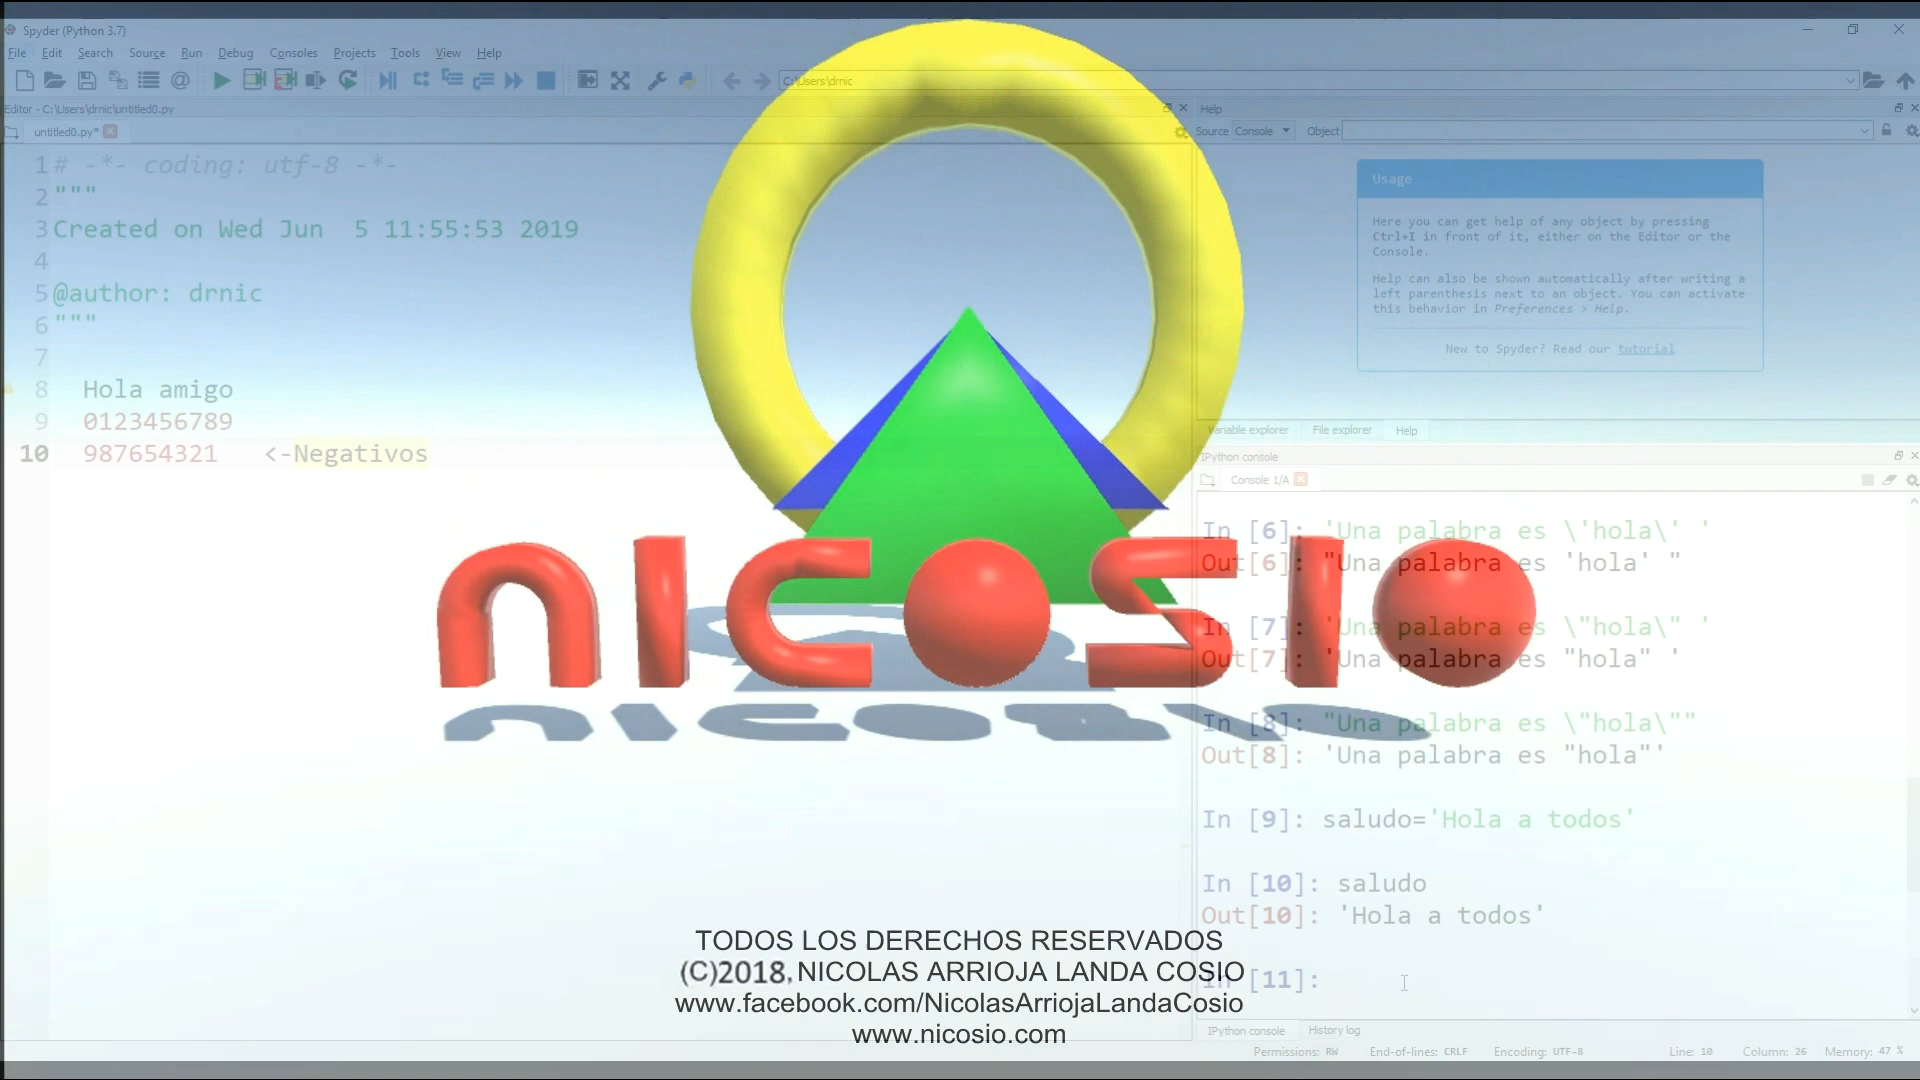 Spyder (Python 3.7)
File Edit Search Source Run Debug Consoles Projects Tools View Help
C:\Users\drnic
Editor - C:\Users\drnic\untitled0.py
untitled0.py*
1 # -*- coding: utf-8 -*-
2 """
3 Created on Wed Jun  5 11:55:53 2019
4
5 @author: drnic
6 """
7
8 Hola amigo
9 0123456789
10 987654321   <-Negativos
Help
Source Console Object
Usage
Here you can get help of any object by pressing
Ctrl+I in front of it, either on the Editor or the
Console.
Help can also be shown automatically after writing a
left parenthesis next to an object. You can activate
this behavior in Preferences > Help.
New to Spyder? Read our tutorial
Variable explorer File explorer Help
IPython console
Console 1/A
In [6]: 'Una palabra es \'hola\' '
Out[6]: "Una palabra es 'hola' "
In [7]: 'Una palabra es \"hola\" '
Out[7]: 'Una palabra es "hola" '
In [8]: "Una palabra es \"hola\""
Out[8]: 'Una palabra es "hola"'
In [9]: saludo='Hola a todos'
In [10]: saludo
Out[10]: 'Hola a todos'
In [11]:
IPython console History log
Permissions: RW End-of-lines: CRLF Encoding: UTF-8 Line: 10 Column: 26 Memory: 47 %
NICOSIO
TODOS LOS DERECHOS RESERVADOS
(C)2018, NICOLAS ARRIOJA LANDA COSIO
www.facebook.com/NicolasArriojaLandaCosio
www.nicosio.com